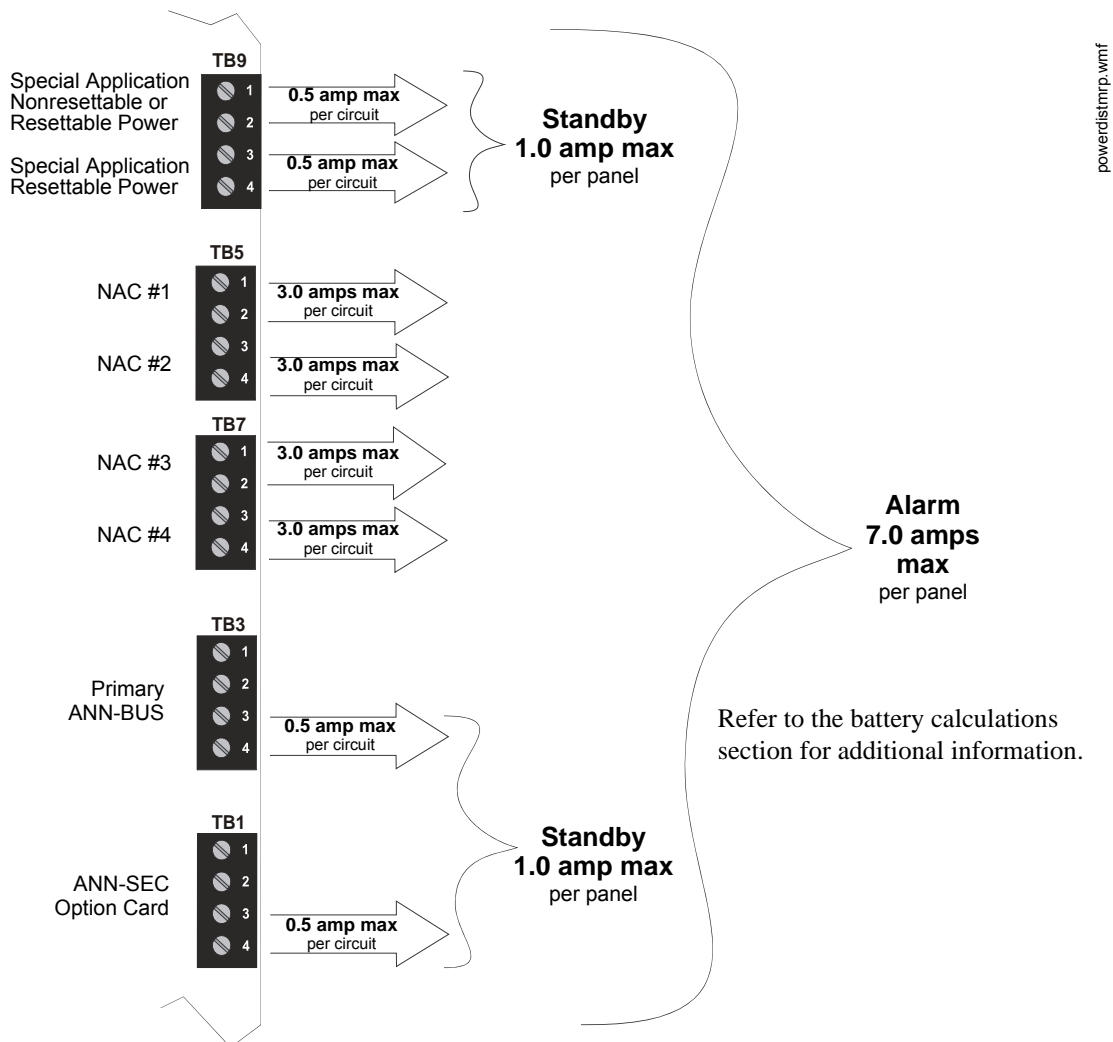 powerdistmrp.wmf
TB9
Special Application
Nonresettable or
Resettable Power
1
2
3
4
0.5 amp max
per circuit
Special Application
Resettable Power
0.5 amp max
per circuit
Standby
1.0 amp max
per panel
TB5
NAC #1
1
2
3
4
3.0 amps max
per circuit
NAC #2
3.0 amps max
per circuit
TB7
NAC #3
1
2
3
4
3.0 amps max
per circuit
NAC #4
3.0 amps max
per circuit
Alarm
7.0 amps
max
per panel
TB3
Primary
ANN-BUS
1
2
3
4
0.5 amp max
per circuit
Refer to the battery calculations
section for additional information.
TB1
ANN-SEC
Option Card
1
2
3
4
0.5 amp max
per circuit
Standby
1.0 amp max
per panel